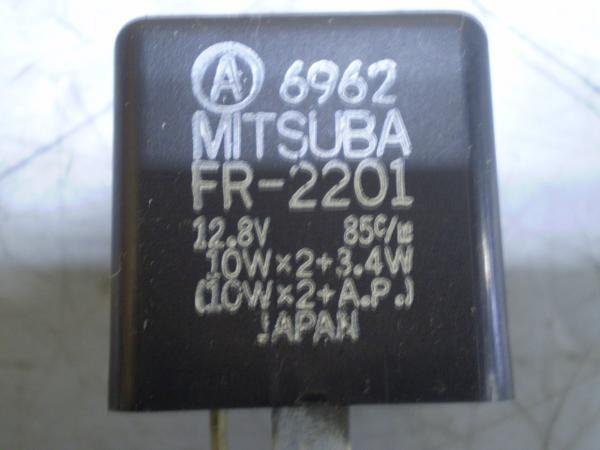 Ⓐ 6962
MITSUBA
FR-2201
12.8V 85c/m
10W×2+3.4W
(10W×2+A.P.)
JAPAN